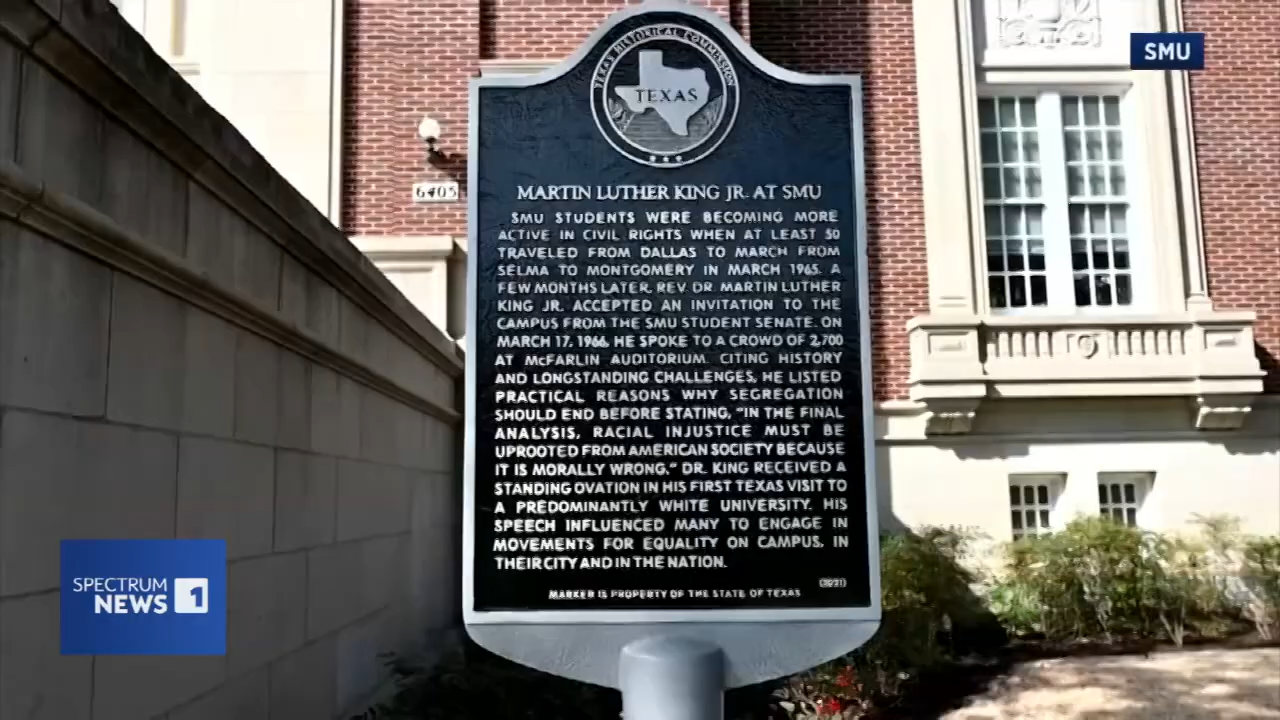 SMU
TEXAS HISTORICAL COMMISSION
TEXAS
6405
MARTIN LUTHER KING JR. AT SMU
SMU STUDENTS WERE BECOMING MORE
ACTIVE IN CIVIL RIGHTS WHEN AT LEAST 50
TRAVELED FROM DALLAS TO MARCH FROM
SELMA TO MONTGOMERY IN MARCH 1965. A
FEW MONTHS LATER, REV. DR. MARTIN LUTHER
KING JR. ACCEPTED AN INVITATION TO THE
CAMPUS FROM THE SMU STUDENT SENATE. ON
MARCH 17, 1966, HE SPOKE TO A CROWD OF 2,700
AT McFARLIN AUDITORIUM. CITING HISTORY
AND LONGSTANDING CHALLENGES, HE LISTED
PRACTICAL REASONS WHY SEGREGATION
SHOULD END BEFORE STATING, "IN THE FINAL
ANALYSIS, RACIAL INJUSTICE MUST BE
UPROOTED FROM AMERICAN SOCIETY BECAUSE
IT IS MORALLY WRONG." DR. KING RECEIVED A
STANDING OVATION IN HIS FIRST TEXAS VISIT TO
A PREDOMINANTLY WHITE UNIVERSITY. HIS
SPEECH INFLUENCED MANY TO ENGAGE IN
MOVEMENTS FOR EQUALITY ON CAMPUS, IN
THEIR CITY AND IN THE NATION.
(2021)
MARKER IS PROPERTY OF THE STATE OF TEXAS
SPECTRUM
NEWS 1